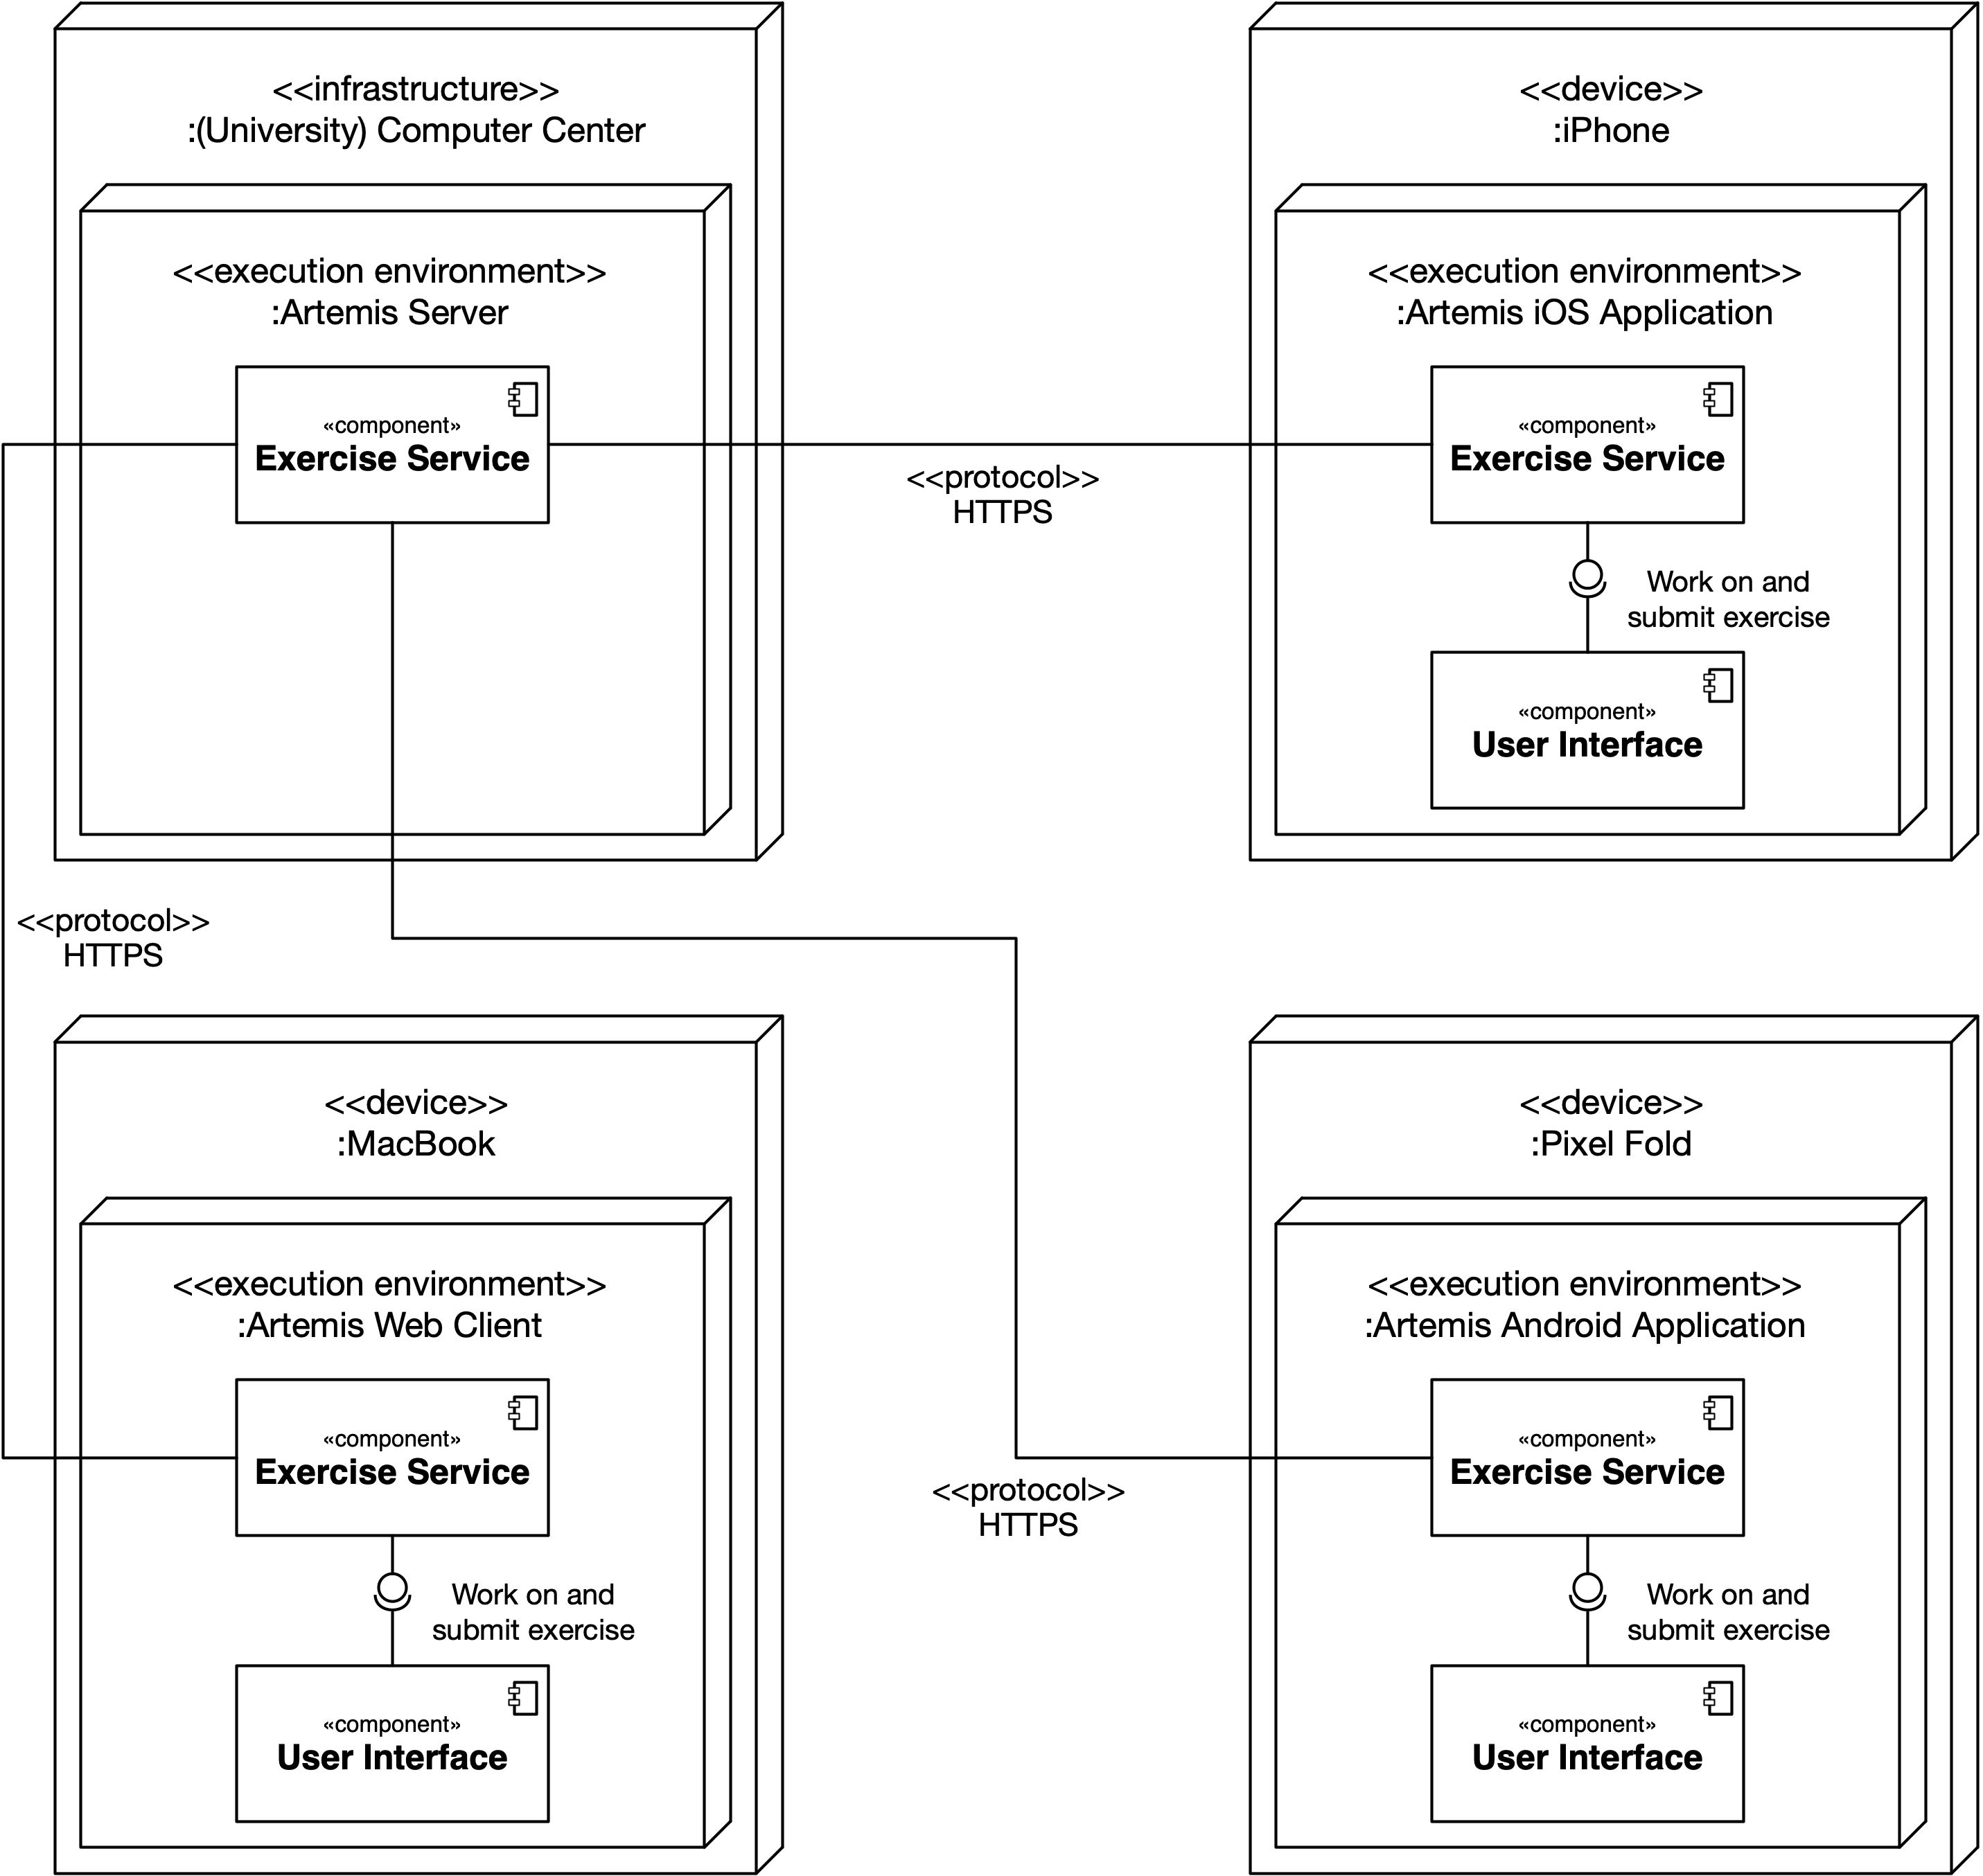 <<infrastructure>>
:(University) Computer Center
<<execution environment>>
:Artemis Server
«component»
Exercise Service
<<protocol>>
HTTPS
<<device>>
:iPhone
<<execution environment>>
:Artemis iOS Application
«component»
Exercise Service
Work on and
submit exercise
«component»
User Interface
<<protocol>>
HTTPS
<<device>>
:MacBook
<<execution environment>>
:Artemis Web Client
«component»
Exercise Service
Work on and
submit exercise
«component»
User Interface
<<protocol>>
HTTPS
<<device>>
:Pixel Fold
<<execution environment>>
:Artemis Android Application
«component»
Exercise Service
Work on and
submit exercise
«component»
User Interface